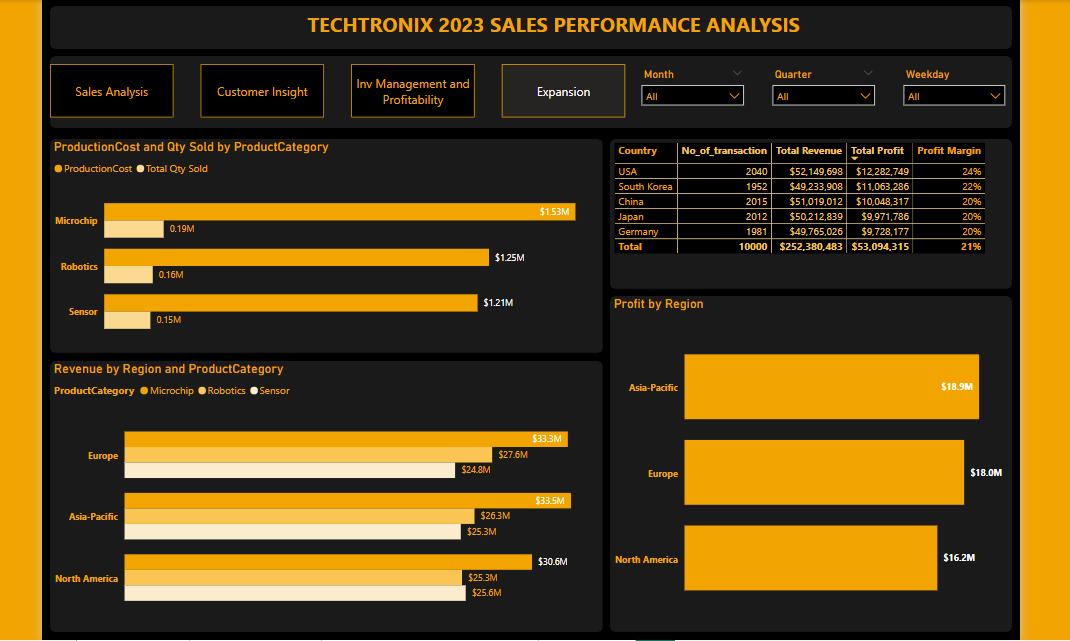 TECHTRONIX 2023 SALES PERFORMANCE ANALYSIS
Sales Analysis
Customer Insight
Inv Management and
Profitability
Expansion
Month
All
Quarter
All
Weekday
All
ProductionCost and Qty Sold by ProductCategory
ProductionCost Total Qty Sold
Microchip
$1.53M
0.19M
Robotics
$1.25M
0.16M
Sensor
$1.21M
0.15M
Country No_of_transaction Total Revenue Total Profit Profit Margin
USA 2040 $52,149,698 $12,282,749 24%
South Korea 1952 $49,233,908 $11,063,286 22%
China 2015 $51,019,012 $10,048,317 20%
Japan 2012 $50,212,839 $9,971,786 20%
Germany 1981 $49,765,026 $9,728,177 20%
Total 10000 $252,380,483 $53,094,315 21%
Revenue by Region and ProductCategory
ProductCategory Microchip Robotics Sensor
Europe
$33.3M
$27.6M
$24.8M
Asia-Pacific
$33.5M
$26.3M
$25.3M
North America
$30.6M
$25.3M
$25.6M
Profit by Region
Asia-Pacific
$18.9M
Europe
$18.0M
North America
$16.2M